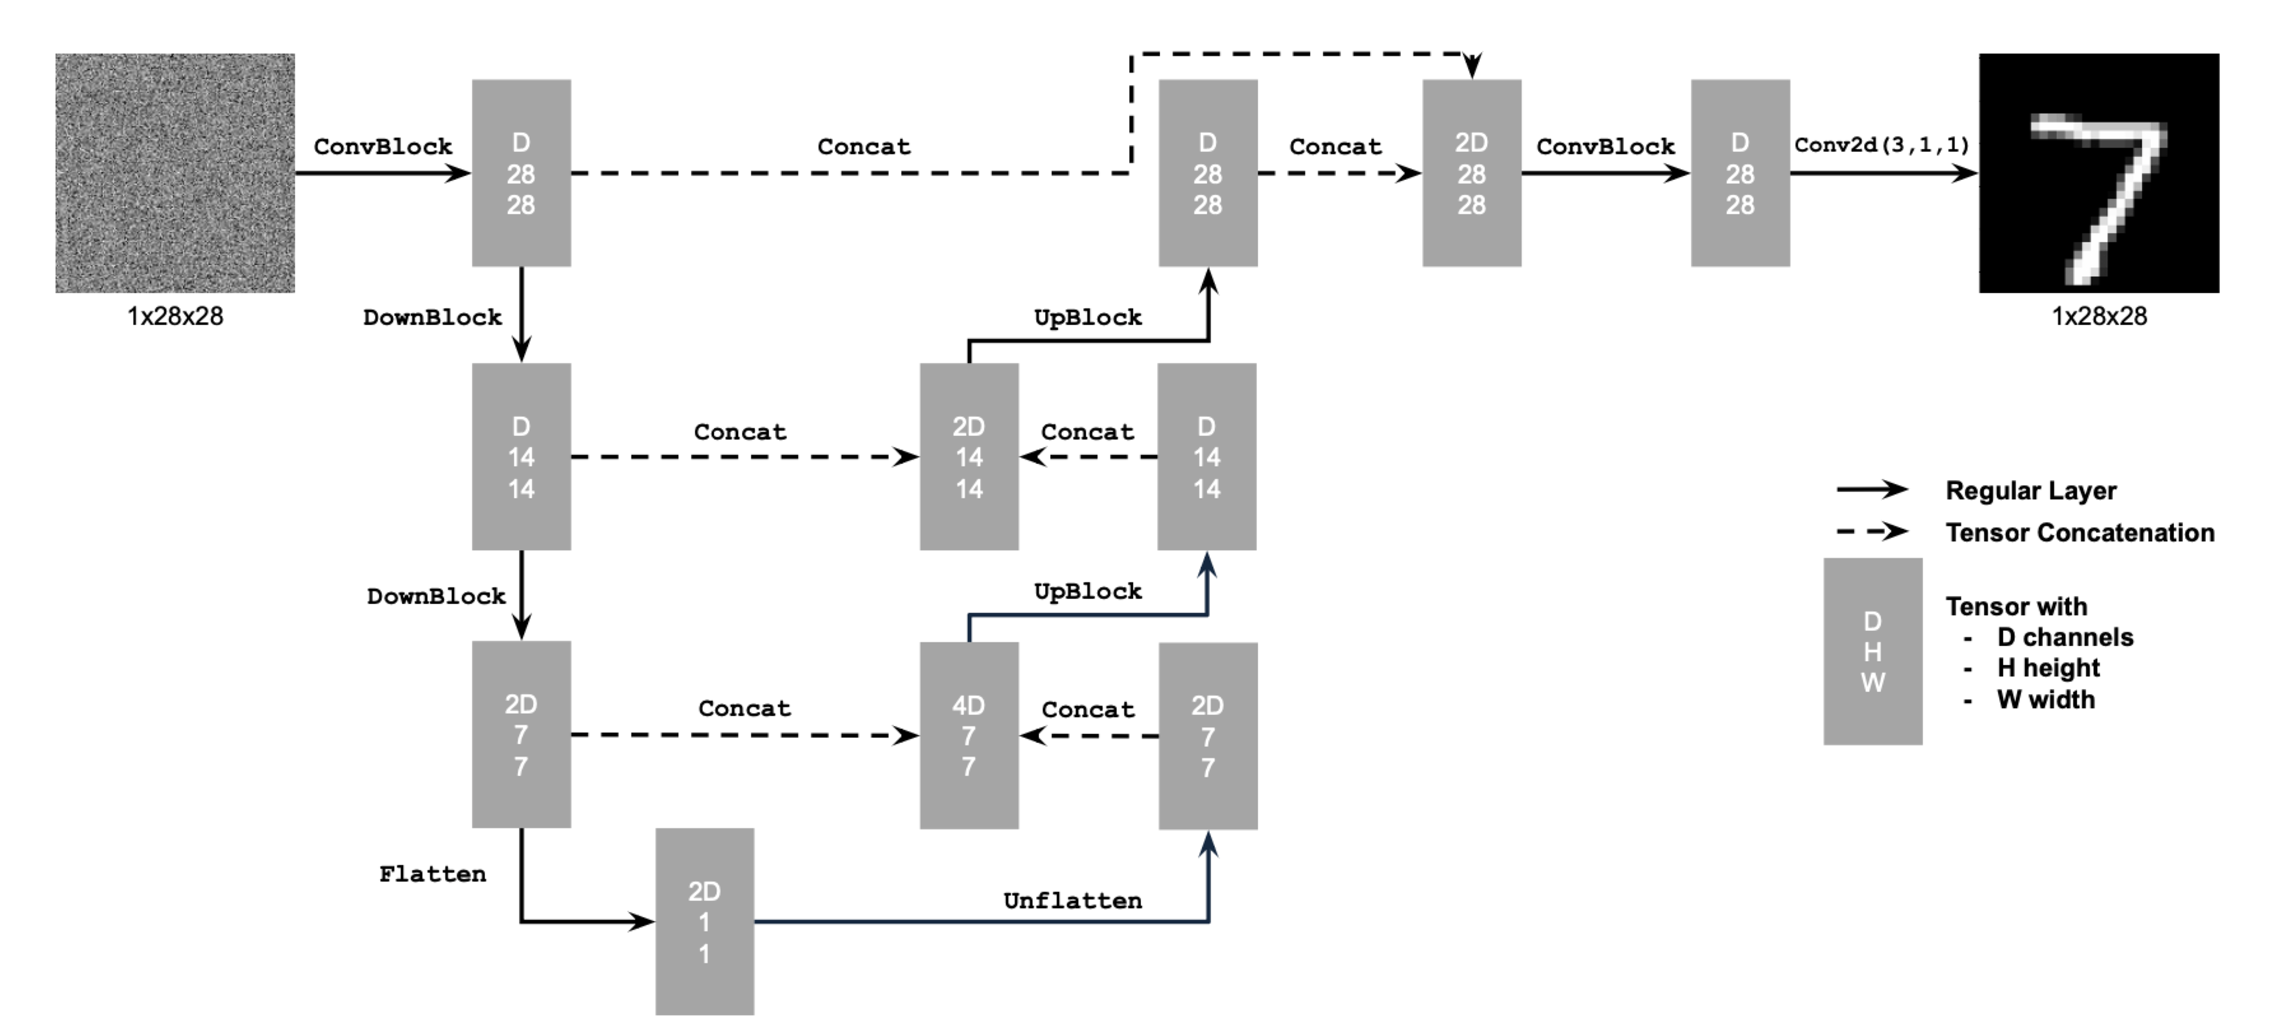 ConvBlock
D
28
28
Concat
D
28
28
Concat
2D
28
28
ConvBlock
D
28
28
Conv2d(3,1,1)
1x28x28
1x28x28
DownBlock
UpBlock
D
14
14
Concat
2D
14
14
Concat
D
14
14
DownBlock
UpBlock
2D
7
7
Concat
4D
7
7
Concat
2D
7
7
Flatten
2D
1
1
Unflatten
Regular Layer
Tensor Concatenation
D
H
W
Tensor with
- D channels
- H height
- W width